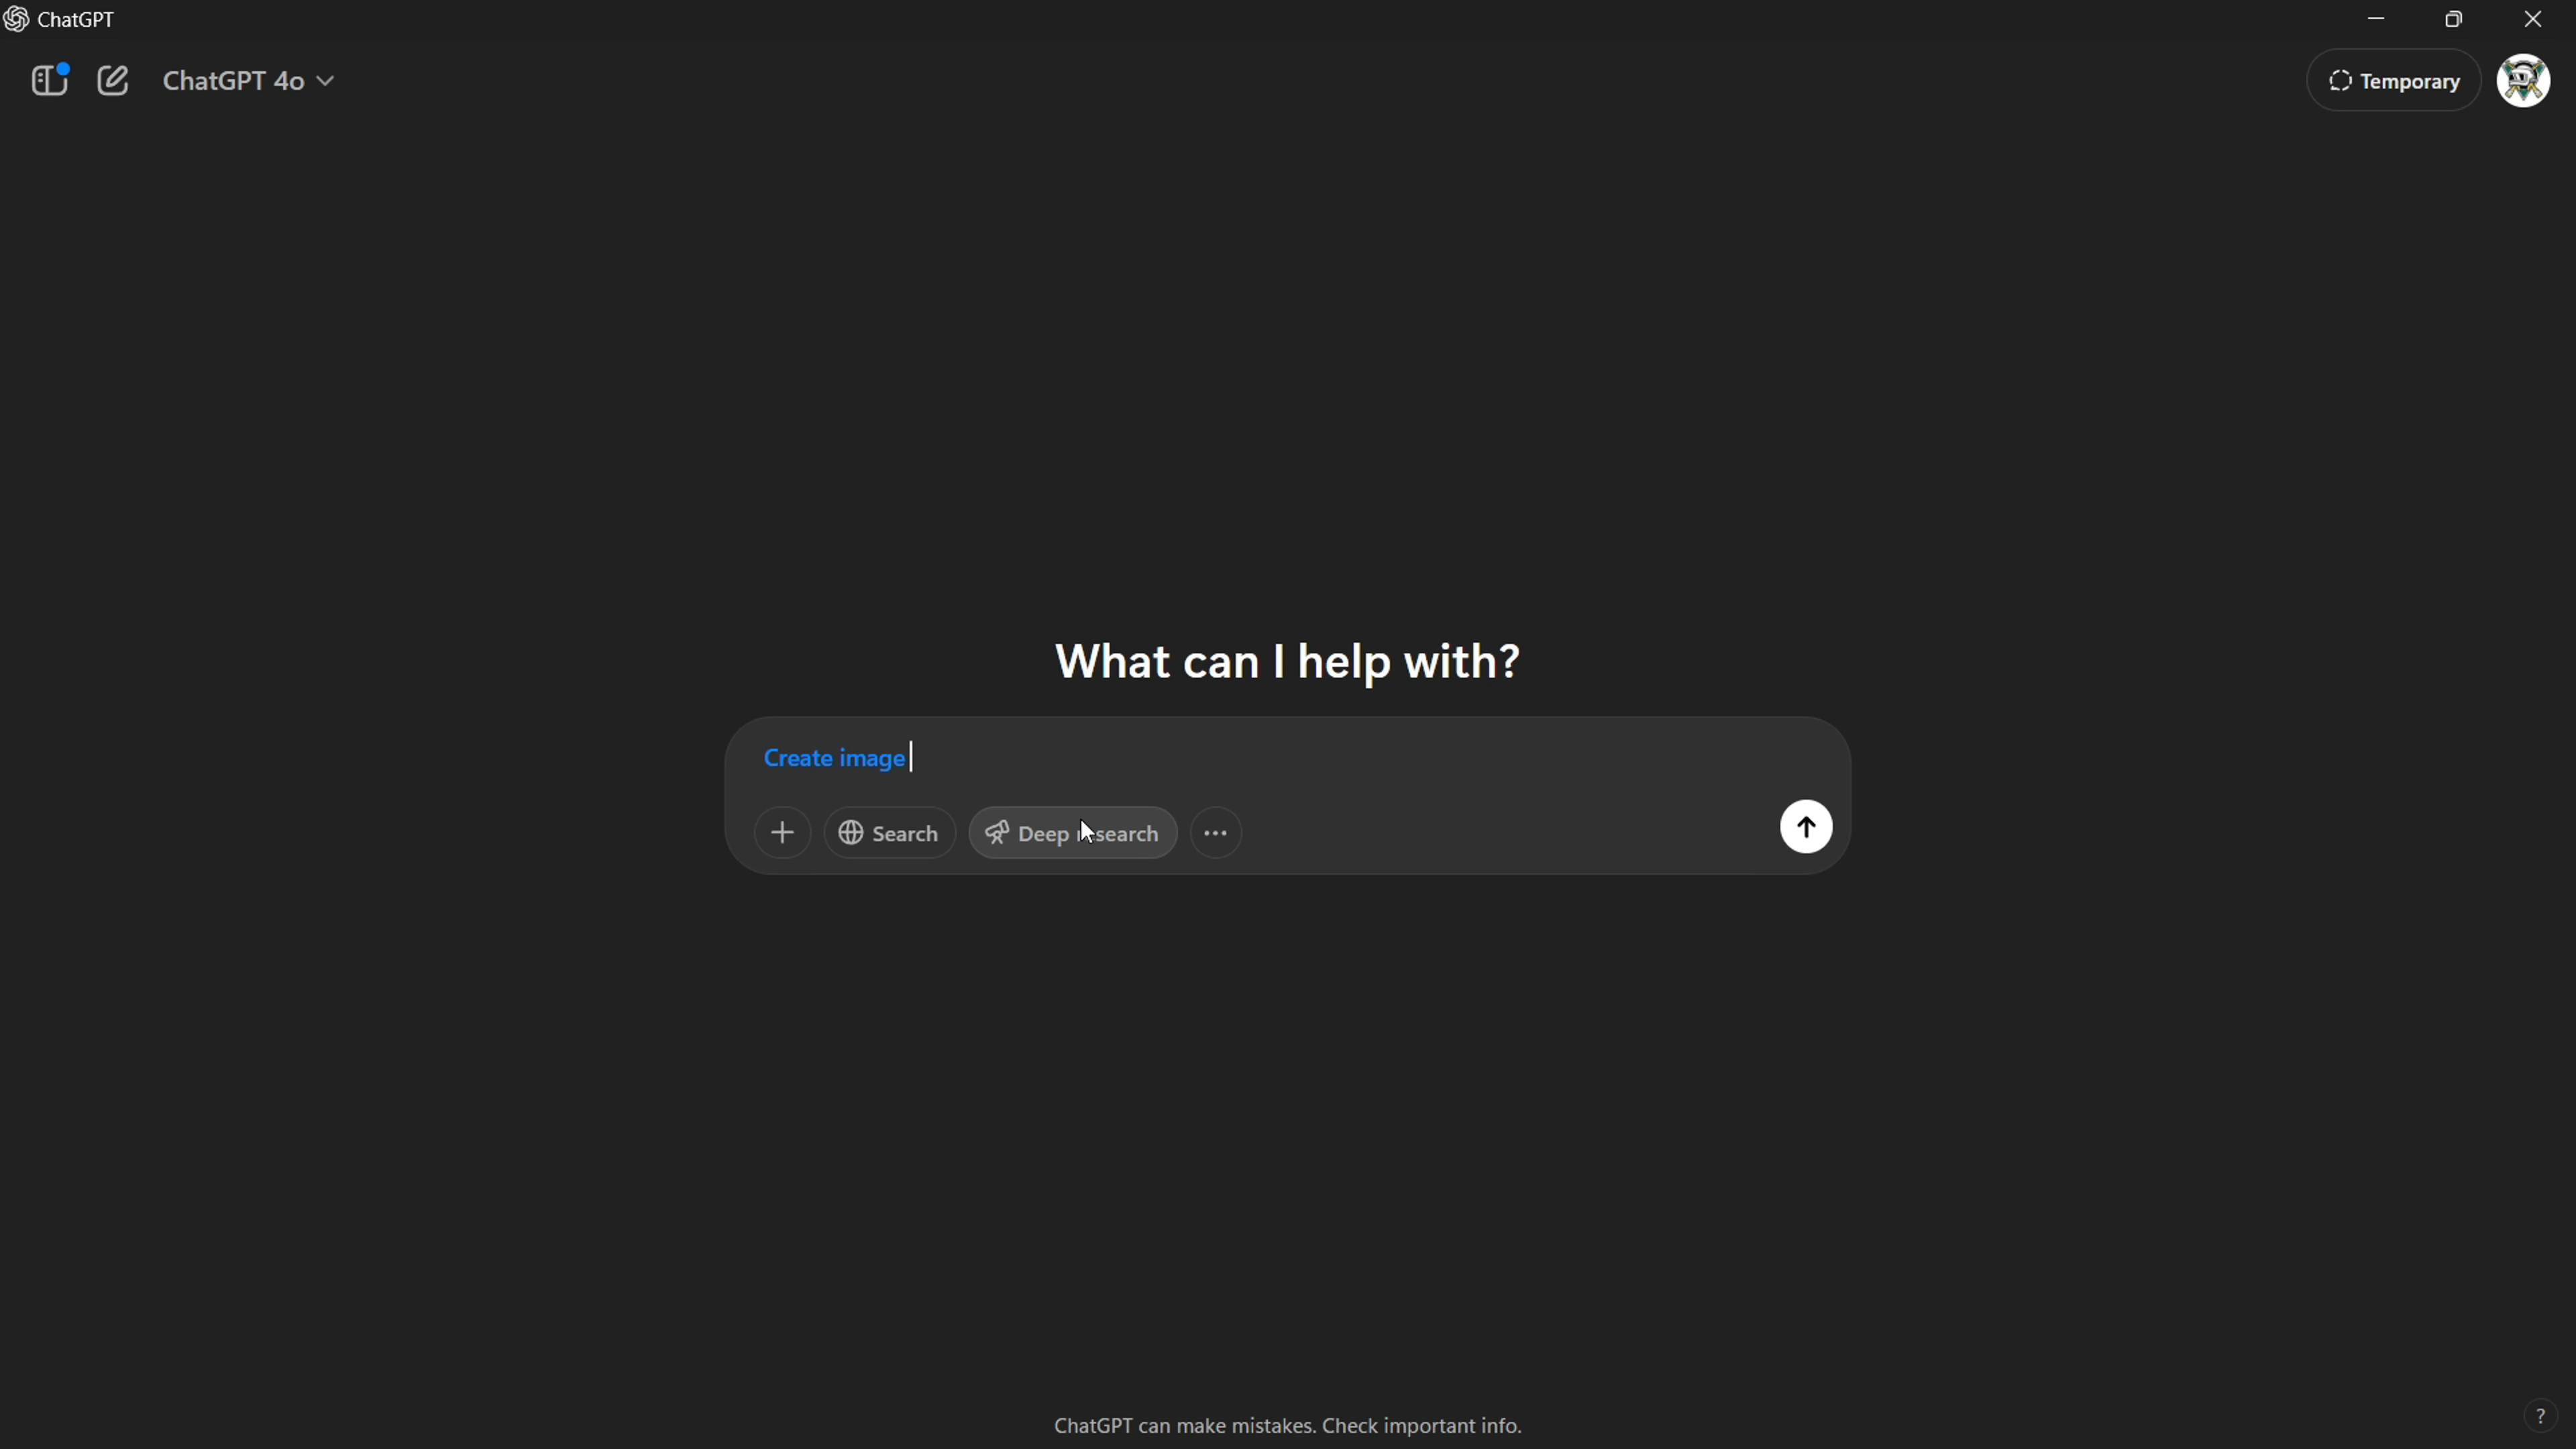 ChatGPT
ChatGPT 4o
Temporary
What can I help with?
Create image
Search
Deep research
ChatGPT can make mistakes. Check important info.
?